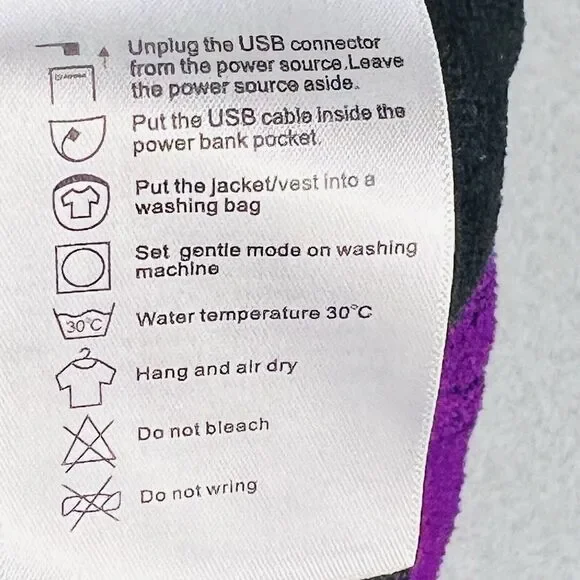 Unplug the USB connector
from the power source.Leave
the power source aside.
Put the USB cable inside the
power bank pocket.
Put the jacket/vest into a
washing bag
Set gentle mode on washing
machine
30°C
Water temperature 30°C
Hang and air dry
Do not bleach
Do not wring